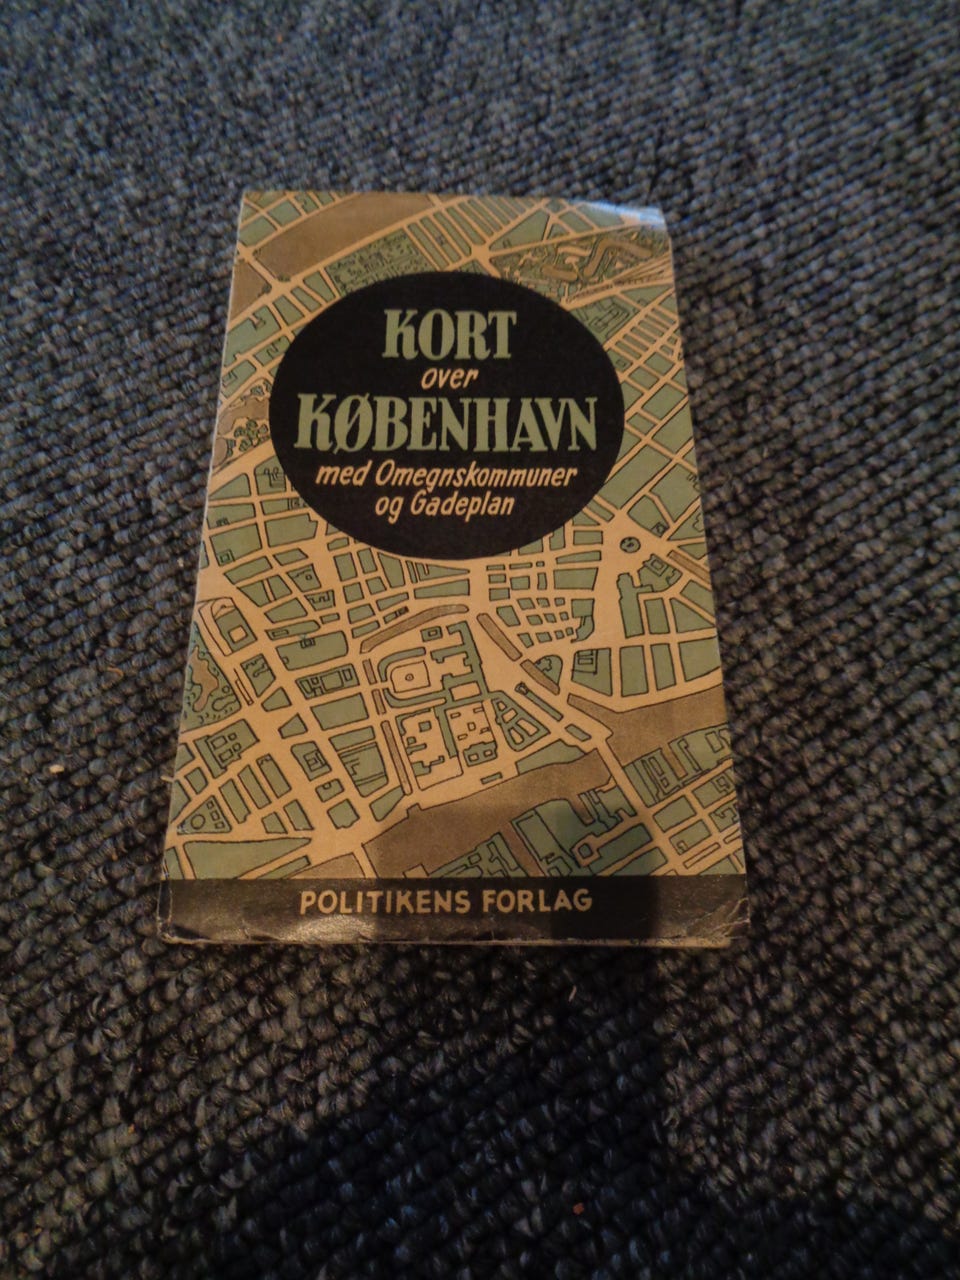 KORT
over
KØBENHAVN
med Omegnskommuner
og Gadeplan
POLITIKENS FORLAG